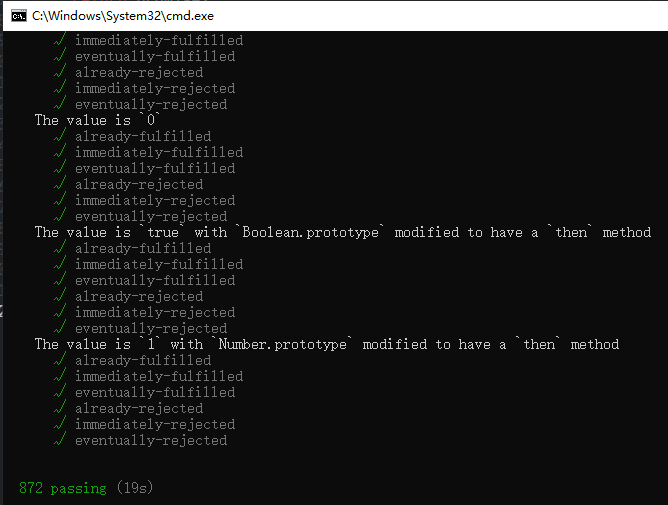 C:\Windows\System32\cmd.exe
√ immediately-fulfilled
√ eventually-fulfilled
√ already-rejected
√ immediately-rejected
√ eventually-rejected
The value is `0`
√ already-fulfilled
√ immediately-fulfilled
√ eventually-fulfilled
√ already-rejected
√ immediately-rejected
√ eventually-rejected
The value is `true` with `Boolean.prototype` modified to have a `then` method
√ already-fulfilled
√ immediately-fulfilled
√ eventually-fulfilled
√ already-rejected
√ immediately-rejected
√ eventually-rejected
The value is `1` with `Number.prototype` modified to have a `then` method
√ already-fulfilled
√ immediately-fulfilled
√ eventually-fulfilled
√ already-rejected
√ immediately-rejected
√ eventually-rejected
872 passing (19s)